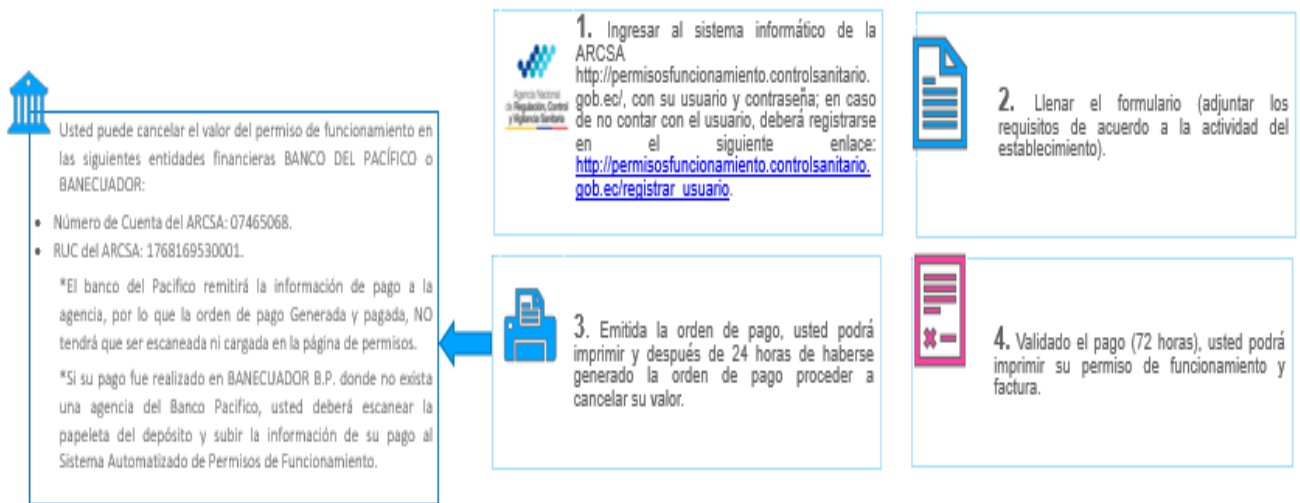 1. Ingresar al sistema informático de la
ARCSA
http://permisosfuncionamiento.controlsanitario.
gob.ec/, con su usuario y contraseña; en caso
de no contar con el usuario, deberá registrarse
en el siguiente enlace:
http://permisosfuncionamiento.controlsanitario.
gob.ec/registrar_usuario.
Agencia Nacional
de Regulación, Control
y Vigilancia Sanitaria
2. Llenar el formulario (adjuntar los
requisitos de acuerdo a la actividad del
establecimiento).
3. Emitida la orden de pago, usted podrá
imprimir y después de 24 horas de haberse
generado la orden de pago proceder a
cancelar su valor.
Usted puede cancelar el valor del permiso de funcionamiento en
las siguientes entidades financieras BANCO DEL PACÍFICO o
BANECUADOR:
• Número de Cuenta del ARCSA: 07465068.
• RUC del ARCSA: 1768169530001.
*El banco del Pacifico remitirá la información de pago a la
agencia, por lo que la orden de pago Generada y pagada, NO
tendrá que ser escaneada ni cargada en la página de permisos.
*Si su pago fue realizado en BANECUADOR B.P. donde no exista
una agencia del Banco Pacifico, usted deberá escanear la
papeleta del depósito y subir la información de su pago al
Sistema Automatizado de Permisos de Funcionamiento.
4. Validado el pago (72 horas), usted podrá
imprimir su permiso de funcionamiento y
factura.